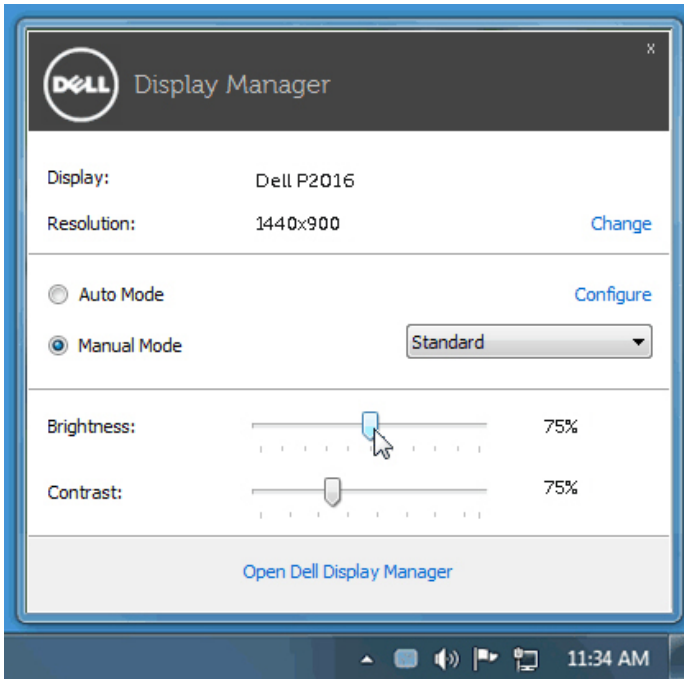 x
DELL Display Manager
Display: Dell P2016
Resolution: 1440x900 Change
Auto Mode Configure
Manual Mode Standard
Brightness: 75%
Contrast: 75%
Open Dell Display Manager
11:34 AM